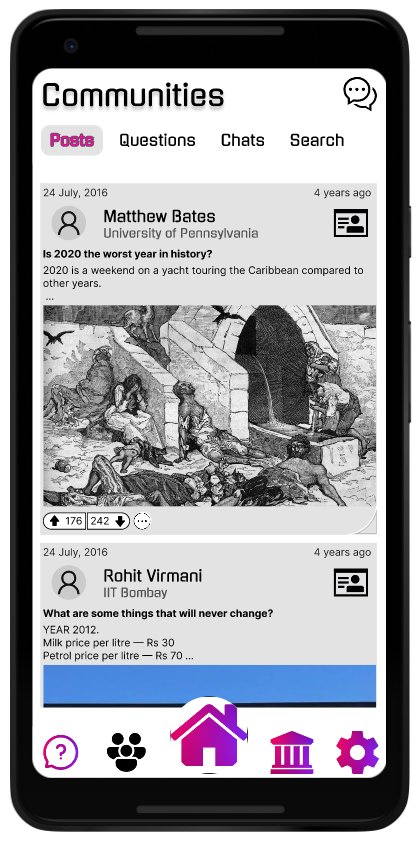 Communities
Posts Questions Chats Search
24 July, 2016 4 years ago
Matthew Bates
University of Pennsylvania
Is 2020 the worst year in history?
2020 is a weekend on a yacht touring the Caribbean compared to
other years.
...
176 242
24 July, 2016 4 years ago
Rohit Virmani
IIT Bombay
What are some things that will never change?
YEAR 2012.
Milk price per litre — Rs 30
Petrol price per litre — Rs 70 ...
?